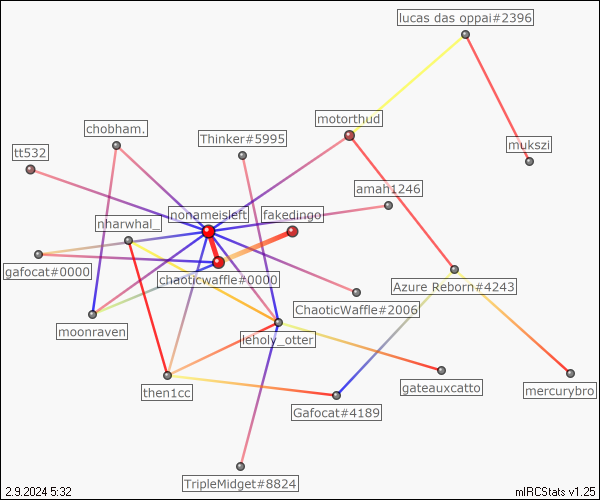 lucas das oppai#2396
motorthud
chobham.
Thinker#5995
mukszi
tt532
amah1246
nonameisleft
fakedingo
nharwhal_
gafocat#0000
chaoticwaffle#0000
Azure Reborn#4243
ChaoticWaffle#2006
moonraven
leholy_otter
then1cc
gateauxcatto
mercurybro
Gafocat#4189
TripleMidget#8824
2.9.2024 5:32
mIRCStats v1.25